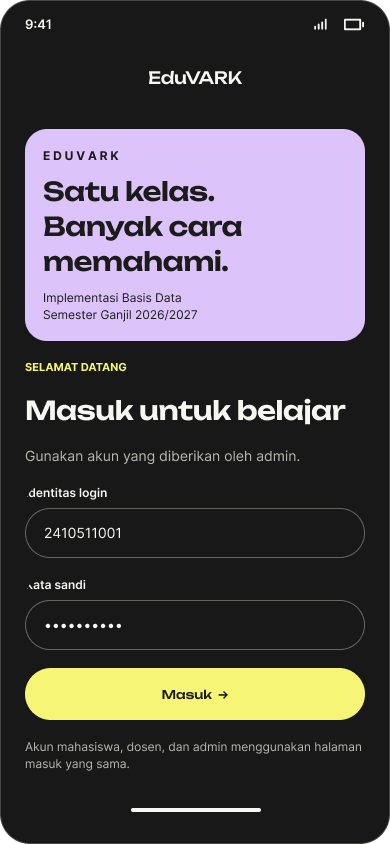 9:41
EduVARK
EDUVARK
Satu kelas.
Banyak cara
memahami.
Implementasi Basis Data
Semester Ganjil 2026/2027
SELAMAT DATANG
Masuk untuk belajar
Gunakan akun yang diberikan oleh admin.
dentitas login
2410511001
ata sandi
••••••••••
Masuk →
Akun mahasiswa, dosen, dan admin menggunakan halaman
masuk yang sama.